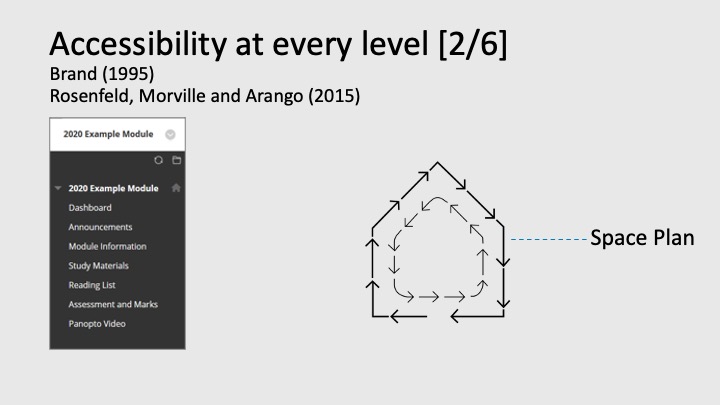 Accessibility at every level [2/6]
Brand (1995)
Rosenfeld, Morville and Arango (2015)
2020 Example Module
2020 Example Module
Dashboard
Announcements
Module Information
Study Materials
Reading List
Assessment and Marks
Panopto Video
Space Plan